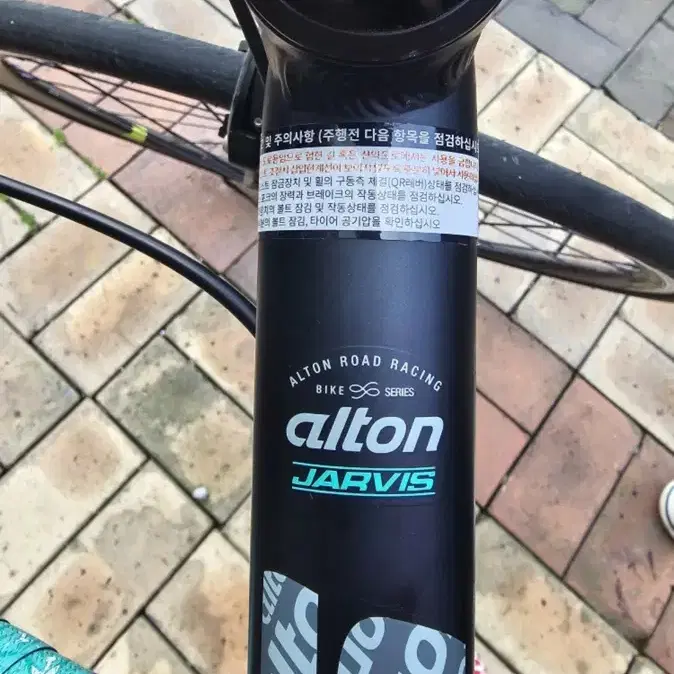 및 주의사항 (주행전 다음 항목을 점검하십시오
잠금장치 및 휠의 구동축 체결(QR레버)상태를 점검하십
장력과 브레이크의 작동상태를 점검하십시오.
볼트 잠김 및 작동상태를 점검하십시오.
볼트 잠김, 타이어 공기압을 확인하십시오
ALTON ROAD RACING
BIKE SERIES
alton
JARVIS
alto